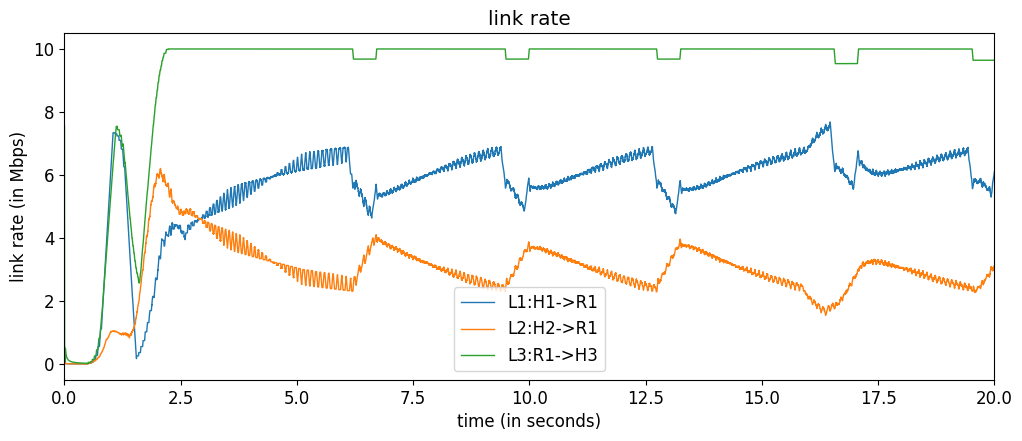 link rate
link rate (in Mbps)
10
8
6
4
2
0
L1:H1->R1
L2:H2->R1
L3:R1->H3
0.0 2.5 5.0 7.5 10.0 12.5 15.0 17.5 20.0
time (in seconds)